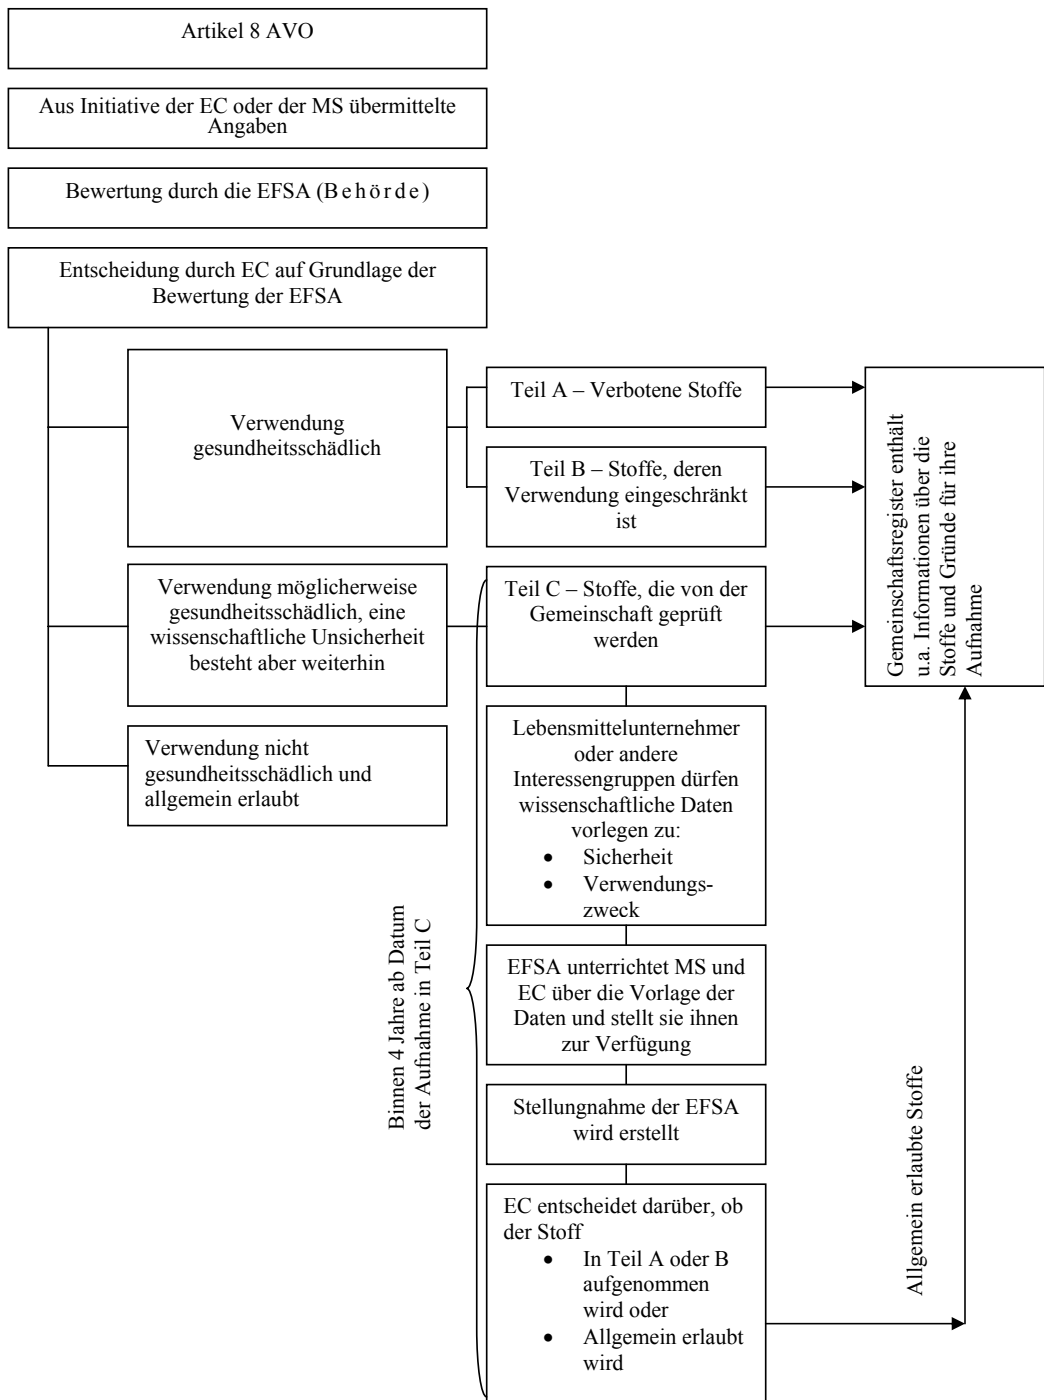 Artikel 8 AVO
Aus Initiative der EC oder der MS übermittelte
Angaben
Bewertung durch die EFSA (Behörde)
Entscheidung durch EC auf Grundlage der
Bewertung der EFSA
Verwendung
gesundheitsschädlich
Teil A – Verbotene Stoffe
Teil B – Stoffe, deren
Verwendung eingeschränkt
ist
Gemeinschaftsregister enthält
u.a. Informationen über die
Stoffe und Gründe für ihre
Aufnahme
Verwendung möglicherweise
gesundheitsschädlich, eine
wissenschaftliche Unsicherheit
besteht aber weiterhin
Teil C – Stoffe, die von der
Gemeinschaft geprüft
werden
Verwendung nicht
gesundheitsschädlich und
allgemein erlaubt
Lebensmittelunternehmer
oder andere
Interessengruppen dürfen
wissenschaftliche Daten
vorlegen zu:
• Sicherheit
• Verwendungs-
zweck
Binnen 4 Jahre ab Datum
der Aufnahme in Teil C
EFSA unterrichtet MS und
EC über die Vorlage der
Daten und stellt sie ihnen
zur Verfügung
Stellungnahme der EFSA
wird erstellt
EC entscheidet darüber, ob
der Stoff
• In Teil A oder B
aufgenommen
wird oder
• Allgemein erlaubt
wird
Allgemein erlaubte Stoffe